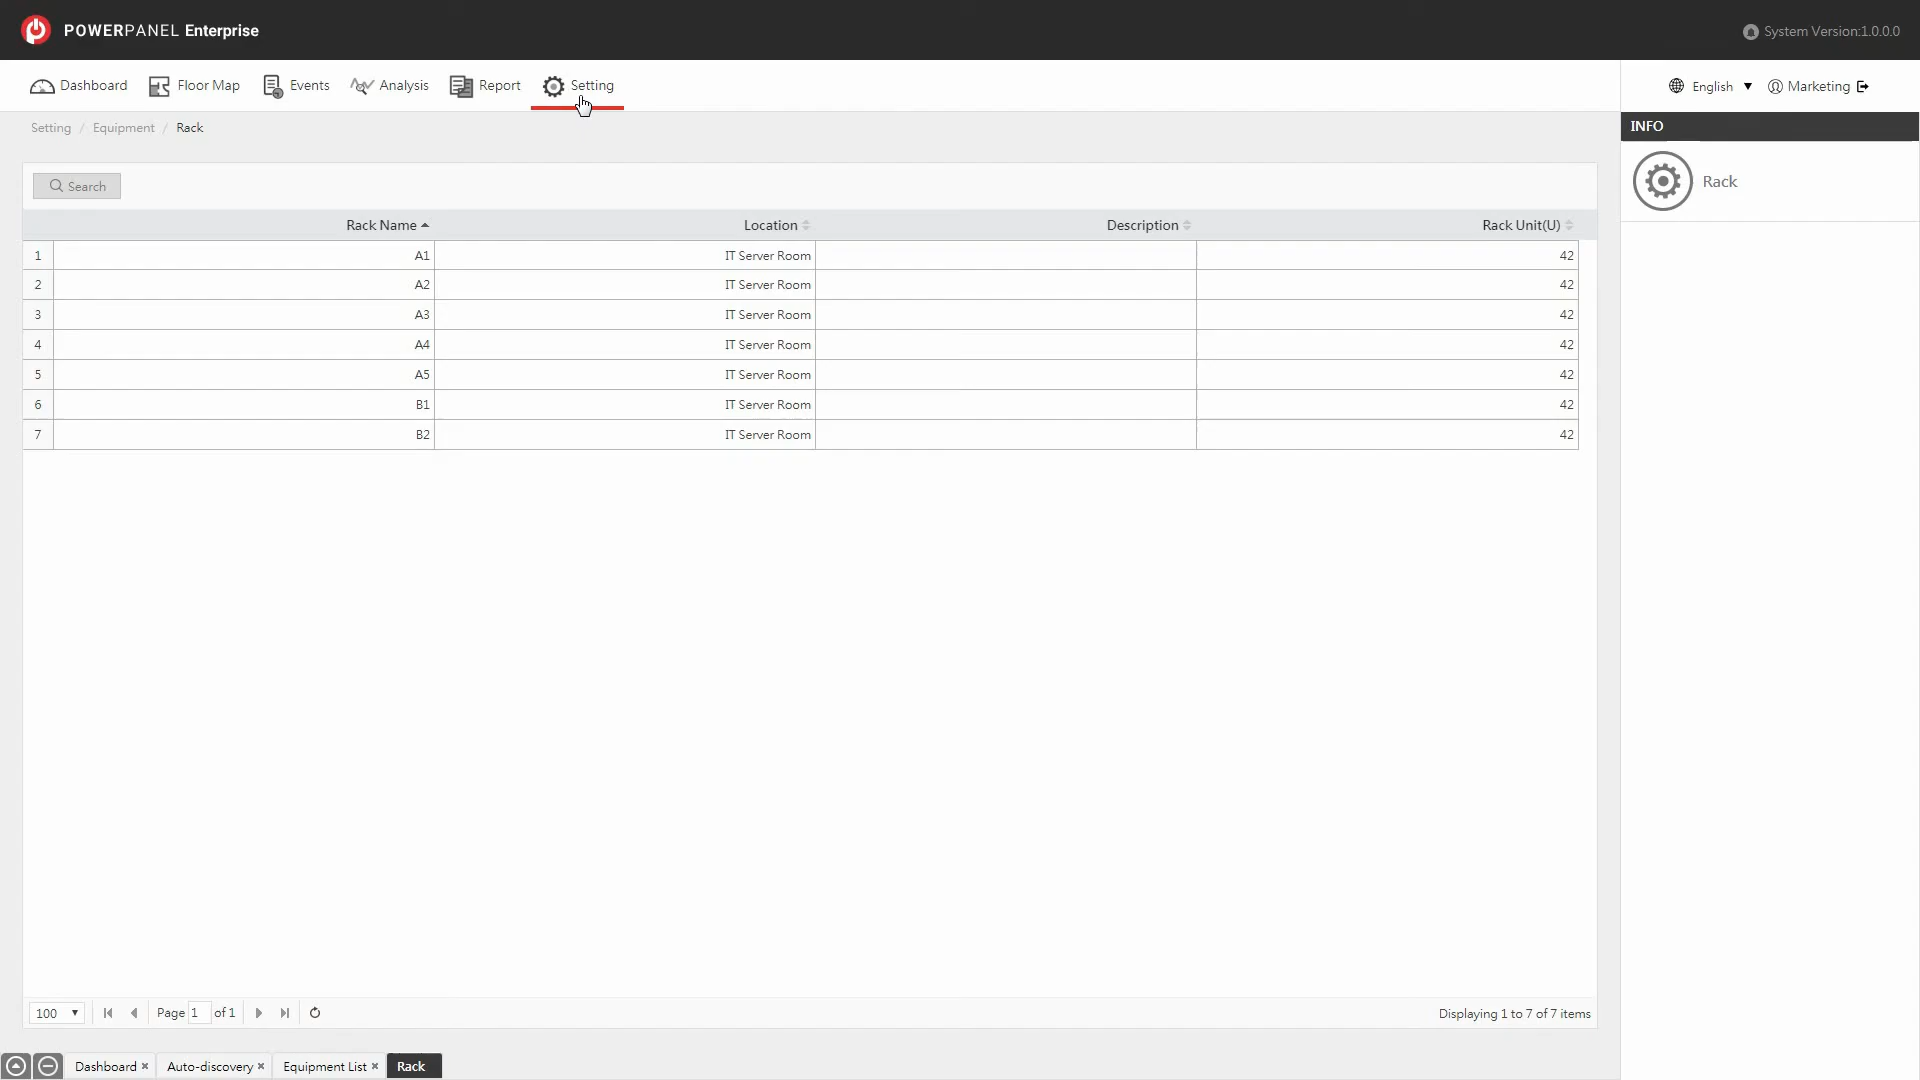 POWERPANEL Enterprise
System Version:1.0.0.0
Dashboard Floor Map Events Analysis Report Setting
English ▼ Marketing
Setting / Equipment / Rack
INFO
Rack
Search
Rack Name Location Description Rack Unit(U)
1 A1 IT Server Room 42
2 A2 IT Server Room 42
3 A3 IT Server Room 42
4 A4 IT Server Room 42
5 A5 IT Server Room 42
6 B1 IT Server Room 42
7 B2 IT Server Room 42
100 ▼ Page 1 of 1 Displaying 1 to 7 of 7 items
Dashboard × Auto-discovery × Equipment List × Rack